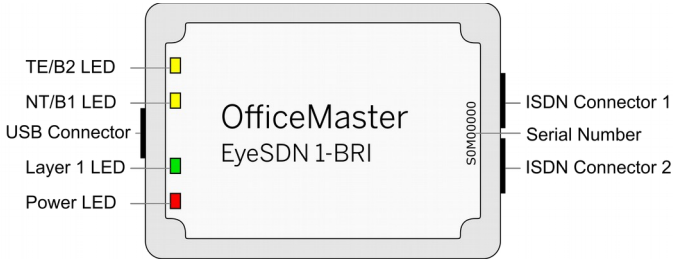 TE/B2 LED
NT/B1 LED
USB Connector
Layer 1 LED
Power LED
OfficeMaster
EyeSDN 1-BRI
S0M00000
ISDN Connector 1
Serial Number
ISDN Connector 2